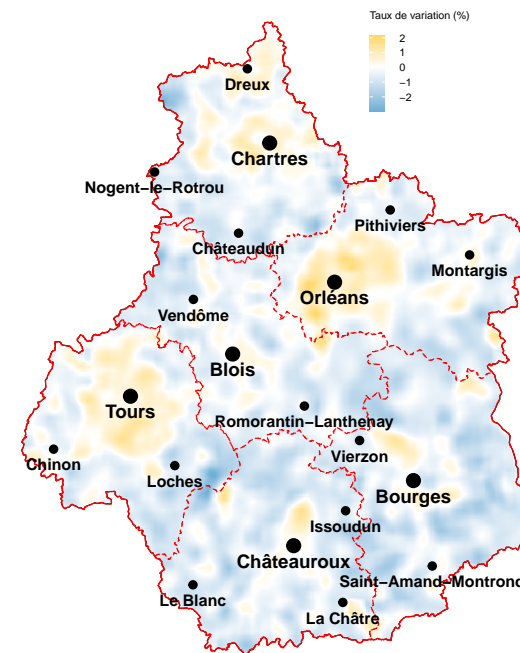 Taux de variation (%)
2
1
0
−1
−2
Dreux
Chartres
Nogent−le−Rotrou
Pithiviers
Châteaudun
Montargis
Orléans
Vendôme
Blois
Tours
Romorantin−Lanthenay
Vierzon
Chinon
Loches
Bourges
Issoudun
Châteauroux
Saint−Amand−Montrond
Le Blanc
La Châtre